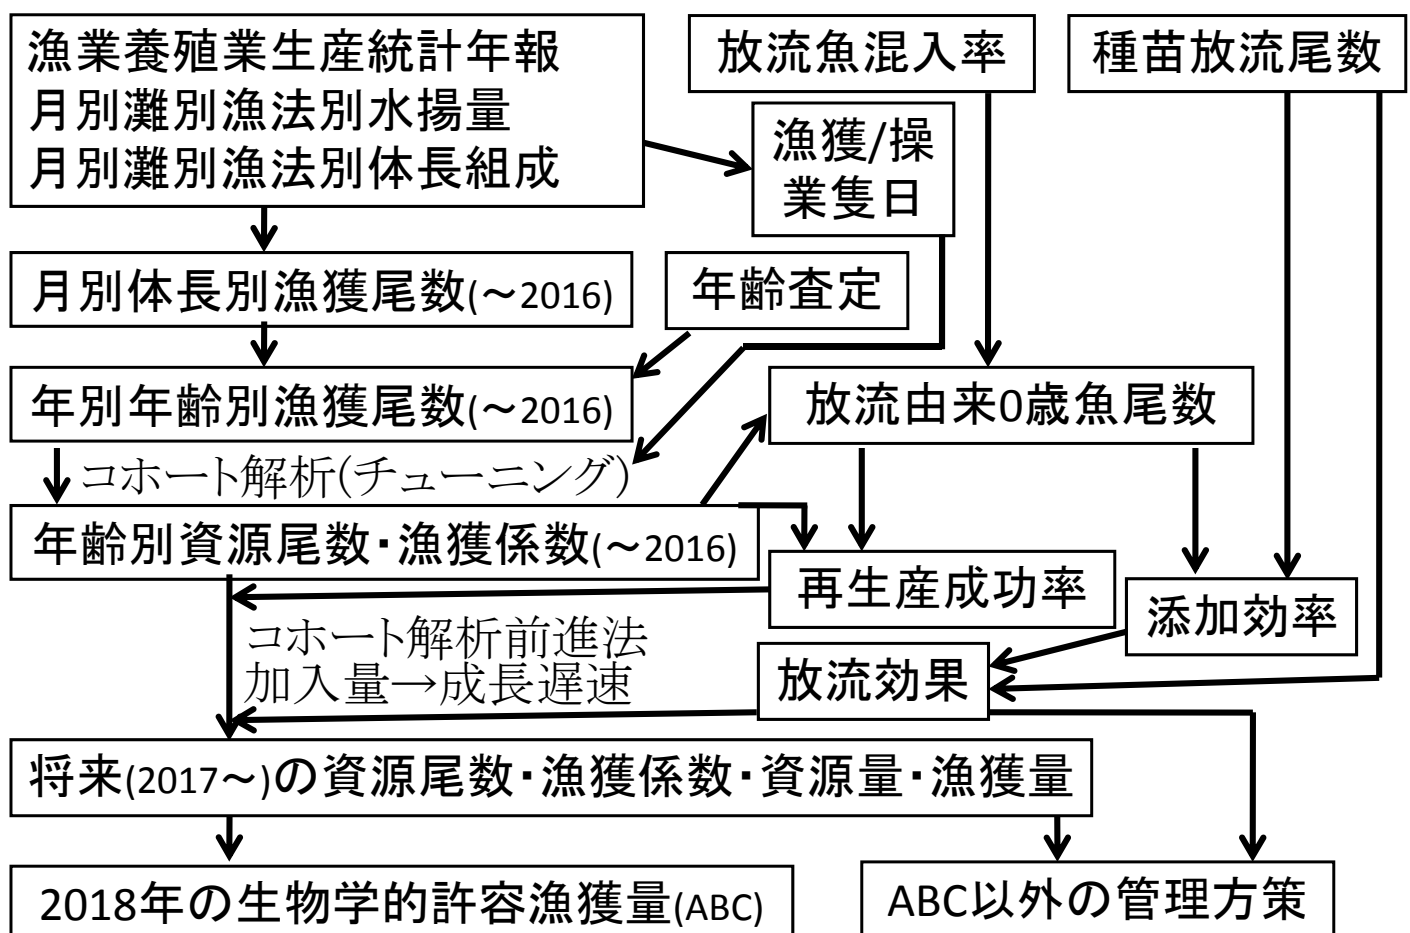 漁業養殖業生産統計年報
月別灘別漁法別水揚量
月別灘別漁法別体長組成
放流魚混入率
種苗放流尾数
漁獲/操
業隻日
月別体長別漁獲尾数(～2016)
年齢査定
年別年齢別漁獲尾数(～2016)
放流由来0歳魚尾数
コホート解析(チューニング)
年齢別資源尾数・漁獲係数(～2016)
再生産成功率
添加効率
コホート解析前進法
加入量→成長遅速
放流効果
将来(2017～)の資源尾数・漁獲係数・資源量・漁獲量
2018年の生物学的許容漁獲量(ABC)
ABC以外の管理方策